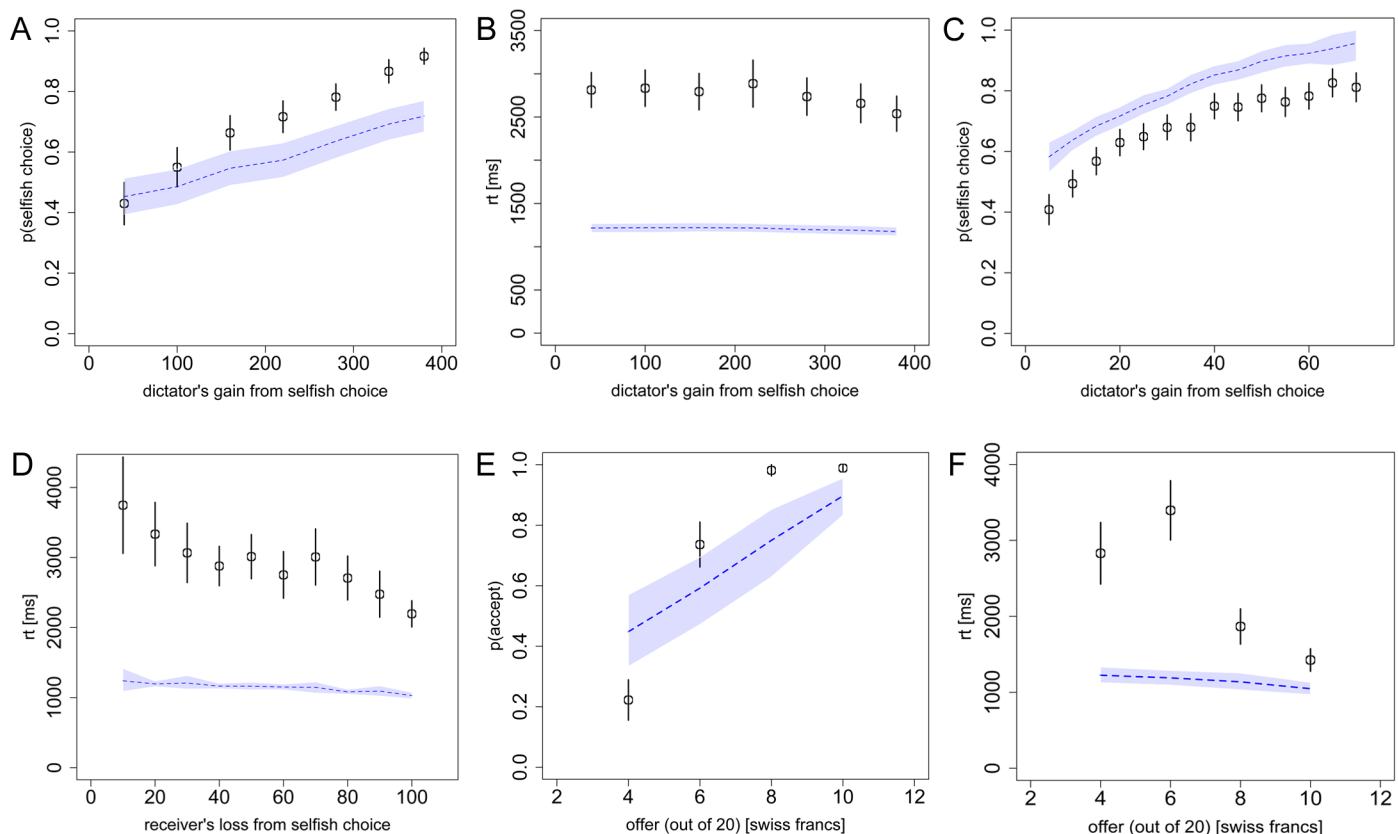 A
p(selfish choice)
0.0 0.2 0.4 0.6 0.8 1.0
0 100 200 300 400
dictator's gain from selfish choice
B
rt [ms]
0 500 1500 2500 3500
0 100 200 300 400
dictator's gain from selfish choice
C
p(selfish choice)
0.0 0.2 0.4 0.6 0.8 1.0
0 20 40 60
dictator's gain from selfish choice
D
rt [ms]
0 1000 2000 3000 4000
0 20 40 60 80 100
receiver's loss from selfish choice
E
p(accept)
0.0 0.2 0.4 0.6 0.8 1.0
2 4 6 8 10 12
offer (out of 20) [swiss francs]
F
rt [ms]
0 1000 2000 3000 4000
2 4 6 8 10 12
offer (out of 20) [swiss francs]